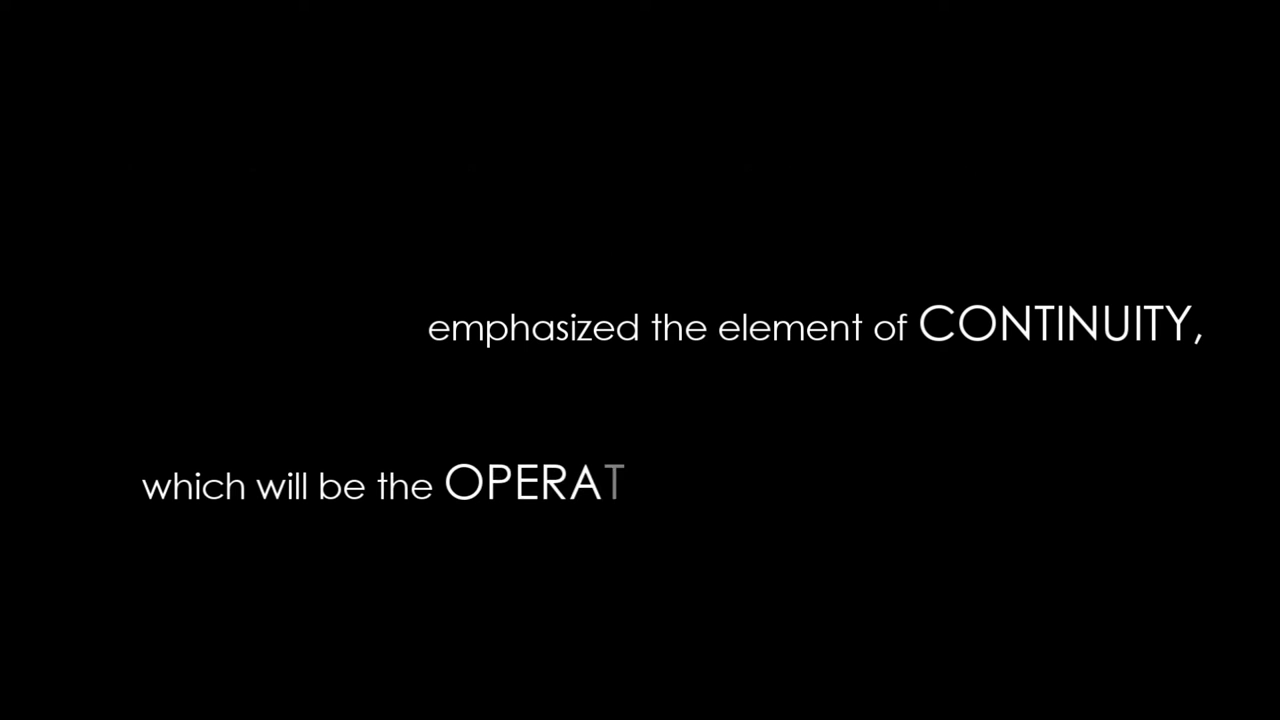 emphasized the element of CONTINUITY,
which will be the OPERAT